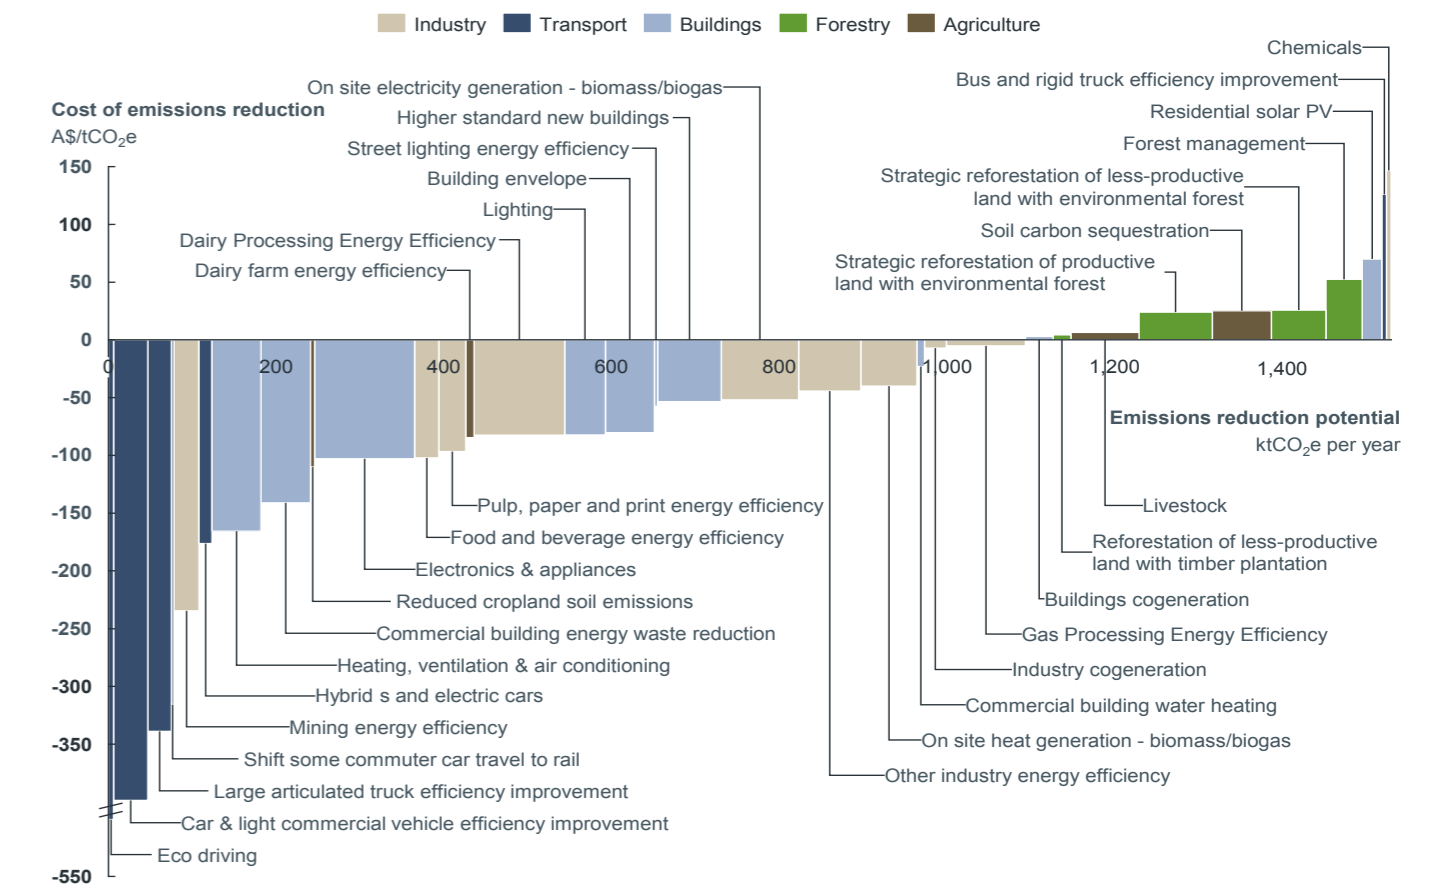 Industry Transport Buildings Forestry Agriculture
Chemicals
Bus and rigid truck efficiency improvement
On site electricity generation - biomass/biogas
Cost of emissions reduction
Residential solar PV
Higher standard new buildings
A$/tCO₂e
Forest management
Street lighting energy efficiency
150
Strategic reforestation of less-productive
land with environmental forest
Building envelope
Lighting
100
Soil carbon sequestration
Dairy Processing Energy Efficiency
Strategic reforestation of productive
land with environmental forest
Dairy farm energy efficiency
50
0
0 200 400 600 800 1,000 1,200 1,400
-50
Emissions reduction potential
ktCO₂e per year
-100
Pulp, paper and print energy efficiency
Livestock
-150
Food and beverage energy efficiency
Reforestation of less-productive
land with timber plantation
Electronics & appliances
-200
Reduced cropland soil emissions
Buildings cogeneration
-250
Commercial building energy waste reduction
Gas Processing Energy Efficiency
Heating, ventilation & air conditioning
Industry cogeneration
-300
Hybrid s and electric cars
Commercial building water heating
Mining energy efficiency
-350
On site heat generation - biomass/biogas
Shift some commuter car travel to rail
Other industry energy efficiency
Large articulated truck efficiency improvement
Car & light commercial vehicle efficiency improvement
Eco driving
-550